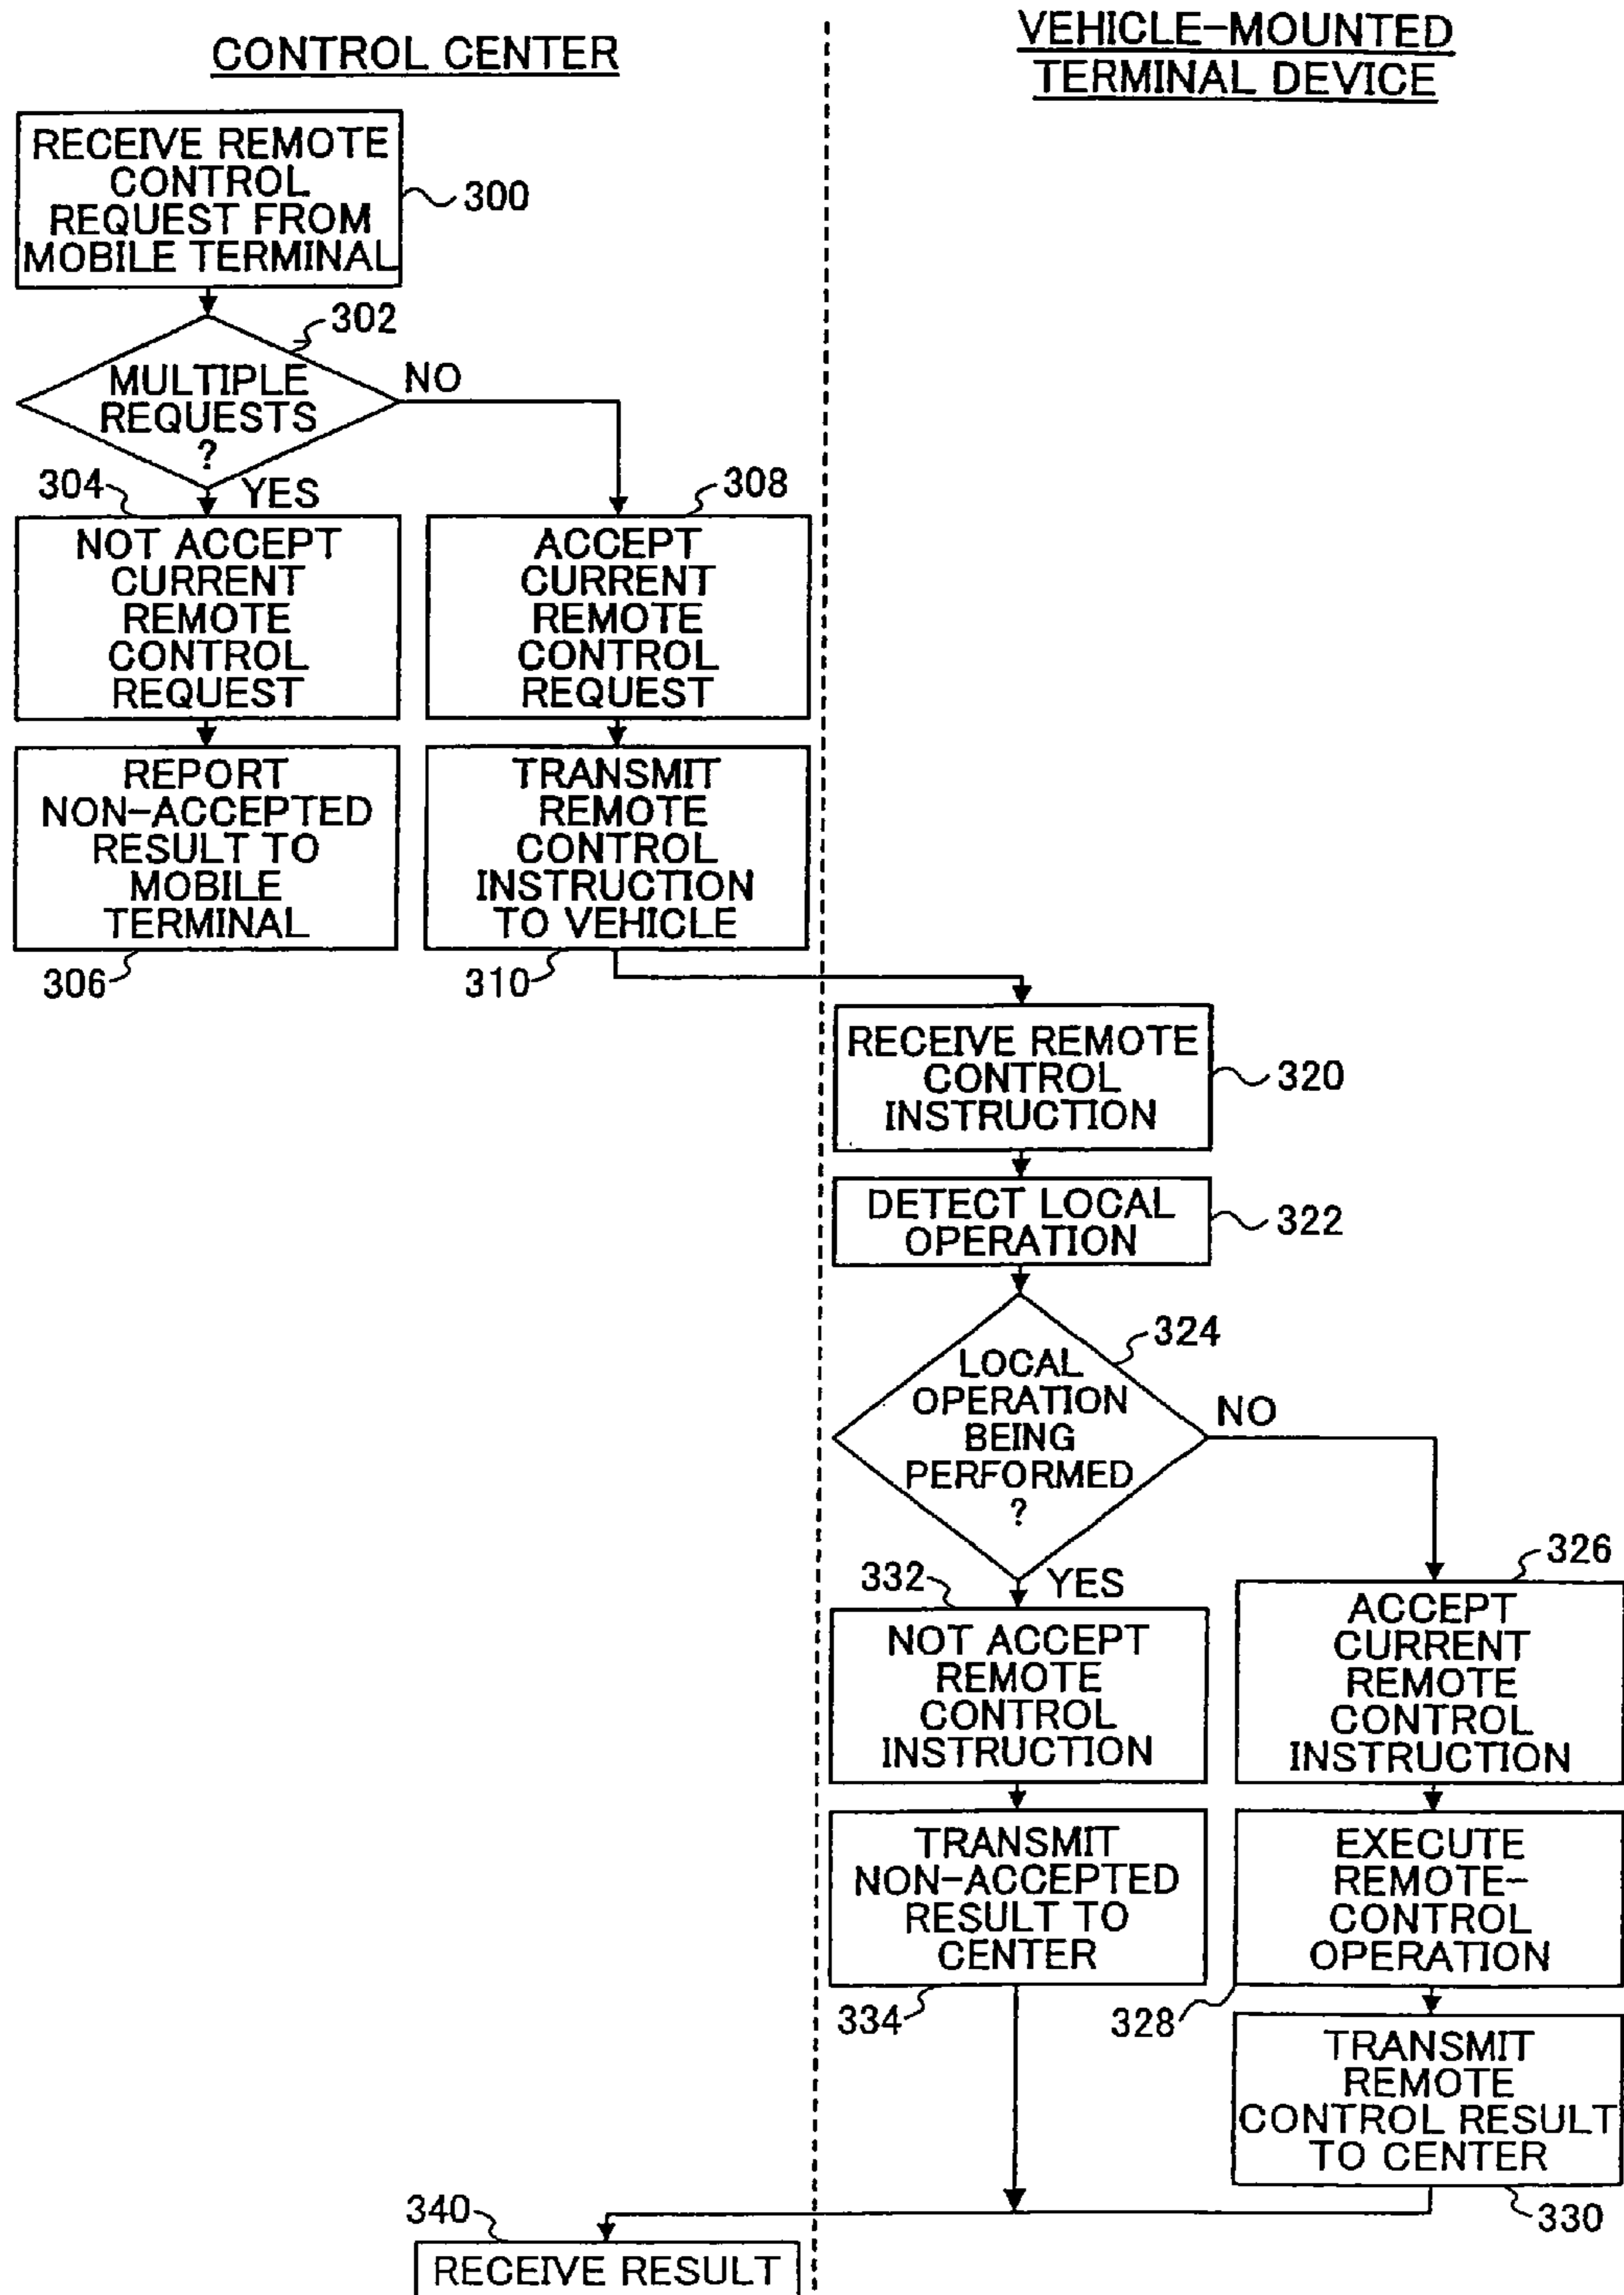 CONTROL CENTER
VEHICLE-MOUNTED
TERMINAL DEVICE
RECEIVE REMOTE
CONTROL
REQUEST FROM
MOBILE TERMINAL
300
302
MULTIPLE
REQUESTS
?
NO
YES
304
NOT ACCEPT
CURRENT
REMOTE
CONTROL
REQUEST
308
ACCEPT
CURRENT
REMOTE
CONTROL
REQUEST
REPORT
NON-ACCEPTED
RESULT TO
MOBILE
TERMINAL
306
TRANSMIT
REMOTE
CONTROL
INSTRUCTION
TO VEHICLE
310
RECEIVE REMOTE
CONTROL
INSTRUCTION
320
DETECT LOCAL
OPERATION
322
324
LOCAL
OPERATION
BEING
PERFORMED
?
NO
YES
332
NOT ACCEPT
REMOTE
CONTROL
INSTRUCTION
326
ACCEPT
CURRENT
REMOTE
CONTROL
INSTRUCTION
TRANSMIT
NON-ACCEPTED
RESULT TO
CENTER
334
EXECUTE
REMOTE-
CONTROL
OPERATION
328
TRANSMIT
REMOTE
CONTROL RESULT
TO CENTER
330
340
RECEIVE RESULT